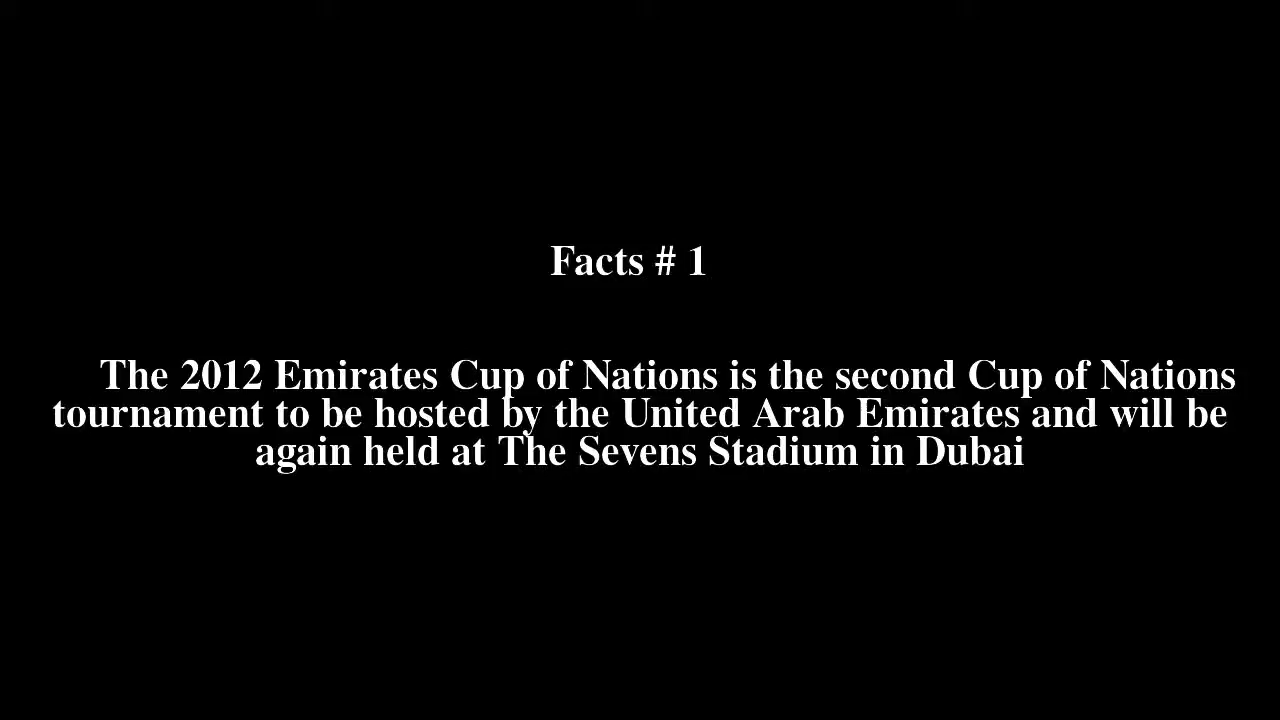 Facts # 1
The 2012 Emirates Cup of Nations is the second Cup of Nations
tournament to be hosted by the United Arab Emirates and will be
again held at The Sevens Stadium in Dubai